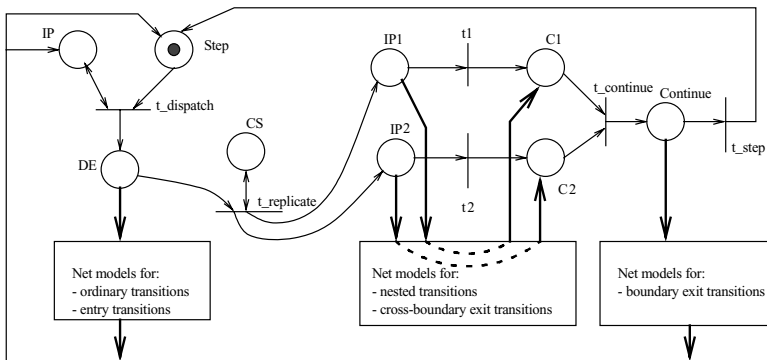 IP
Step
t_dispatch
DE
CS
t_replicate
IP1
t1
C1
IP2
t2
C2
t_continue
Continue
t_step
Net models for:
- ordinary transitions
- entry transitions
Net models for:
- nested transitions
- cross-boundary exit transitions
Net models for:
- boundary exit transitions